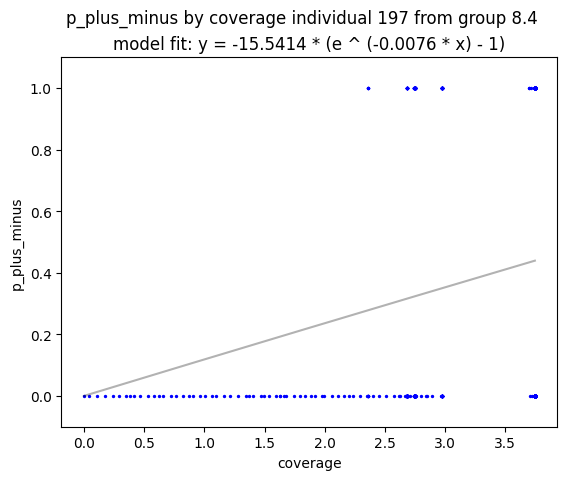 p_plus_minus by coverage individual 197 from group 8.4
model fit: y = -15.5414 * (e ^ (-0.0076 * x) - 1)
1.0
0.8
0.6
0.4
0.2
0.0
p_plus_minus
0.0 0.5 1.0 1.5 2.0 2.5 3.0 3.5
coverage